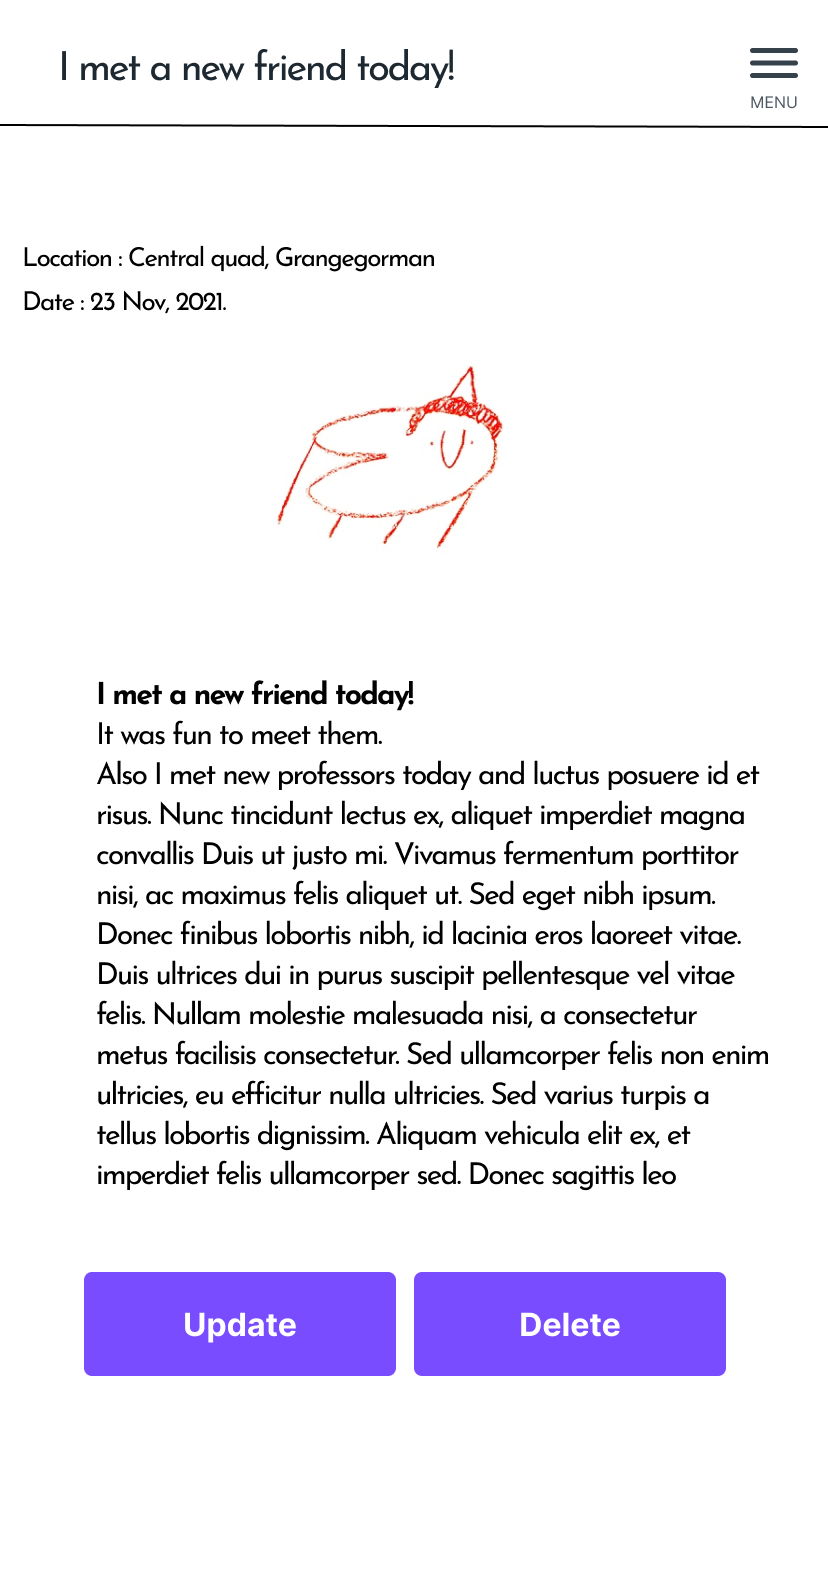 I met a new friend today!
MENU
Location : Central quad, Grangegorman
Date : 23 Nov, 2021.
I met a new friend today!
It was fun to meet them.
Also I met new professors today and luctus posuere id et
risus. Nunc tincidunt lectus ex, aliquet imperdiet magna
convallis Duis ut justo mi. Vivamus fermentum porttitor
nisi, ac maximus felis aliquet ut. Sed eget nibh ipsum.
Donec finibus lobortis nibh, id lacinia eros laoreet vitae.
Duis ultrices dui in purus suscipit pellentesque vel vitae
felis. Nullam molestie malesuada nisi, a consectetur
metus facilisis consectetur. Sed ullamcorper felis non enim
ultricies, eu efficitur nulla ultricies. Sed varius turpis a
tellus lobortis dignissim. Aliquam vehicula elit ex, et
imperdiet felis ullamcorper sed. Donec sagittis leo
Update
Delete